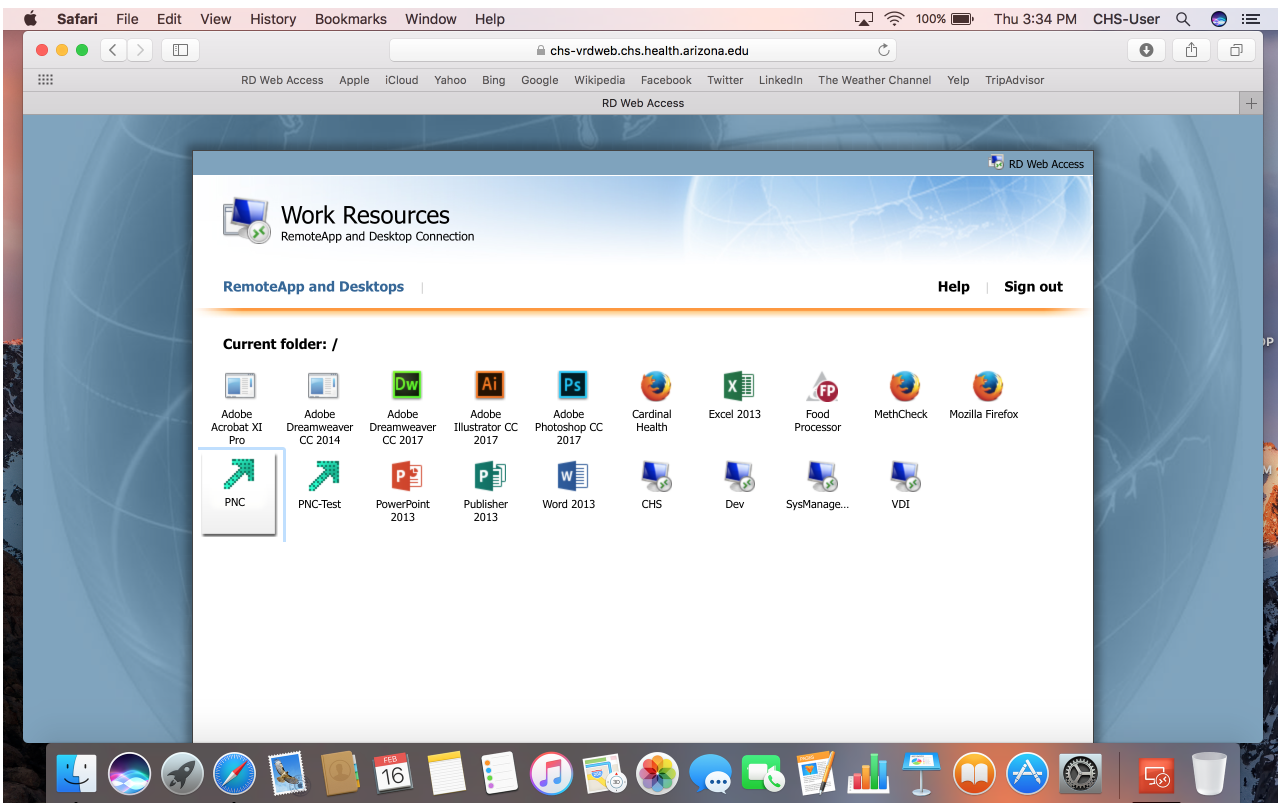 Safari File Edit View History Bookmarks Window Help 100% Thu 3:34 PM CHS-User
chs-vrdweb.chs.health.arizona.edu
RD Web Access Apple iCloud Yahoo Bing Google Wikipedia Facebook Twitter LinkedIn The Weather Channel Yelp TripAdvisor
RD Web Access
RD Web Access
Work Resources
RemoteApp and Desktop Connection
RemoteApp and Desktops | Help | Sign out
Current folder: /
Dw Ai Ps X FP
Adobe Adobe Adobe Adobe Adobe Cardinal Excel 2013 Food MethCheck Mozilla Firefox
Acrobat XI Dreamweaver Dreamweaver Illustrator CC Photoshop CC Health Processor
Pro CC 2014 CC 2017 2017 2017
P P W
PNC PNC-Test PowerPoint Publisher Word 2013 CHS Dev SysManage... VDI
2013 2013
OP
M
FEB
16
3D